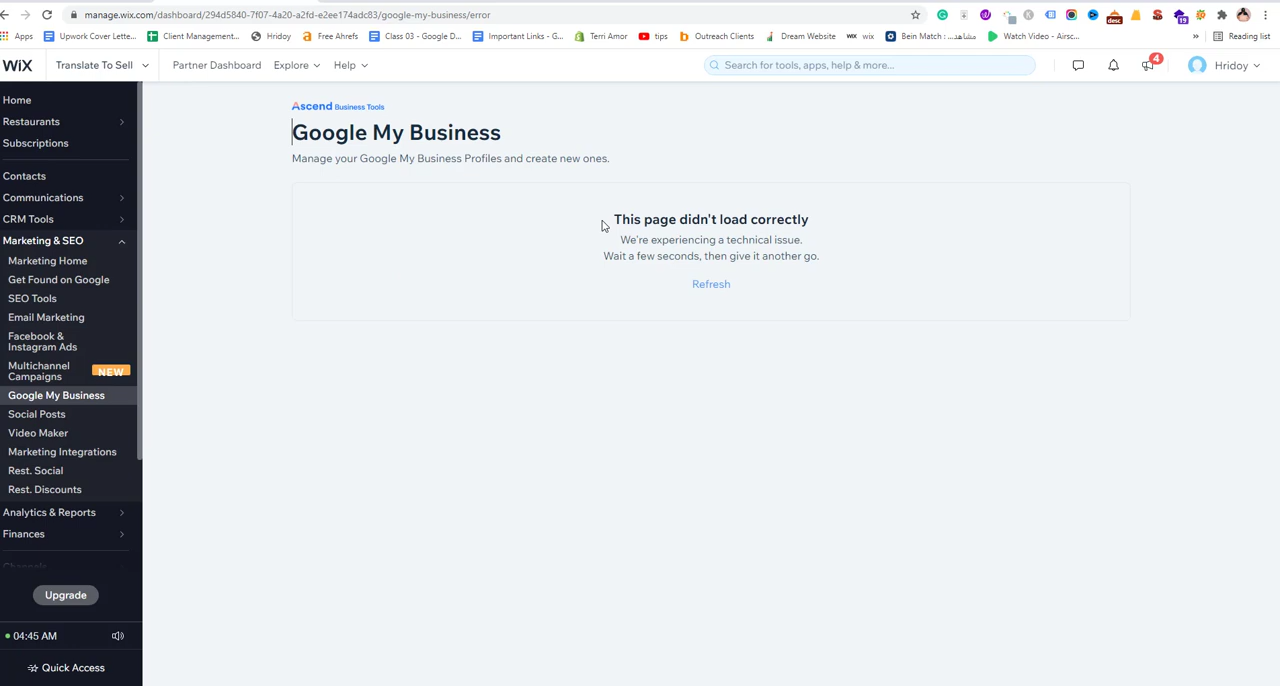 manage.wix.com/dashboard/294d5840-7f07-4a20-a2fd-e2ee174adc83/google-my-business/error
desc
19
Apps
Upwork Cover Lette...
Client Management...
Hridoy
Free Ahrefs
Class 03 - Google D...
Important Links - G...
Terri Amor
tips
Outreach Clients
Dream Website
WIX wix
Bein Match : مشاهد...
Watch Video - Airsc...
»
Reading list
WiX
Translate To Sell
Partner Dashboard
Explore
Help
Search for tools, apps, help & more...
4
Hridoy
Home
Restaurants
Subscriptions
Contacts
Communications
CRM Tools
Marketing & SEO
Marketing Home
Get Found on Google
SEO Tools
Email Marketing
Facebook &
Instagram Ads
Multichannel
Campaigns
NEW
Google My Business
Social Posts
Video Maker
Marketing Integrations
Rest. Social
Rest. Discounts
Analytics & Reports
Finances
Channels
Upgrade
04:45 AM
Quick Access
Ascend Business Tools
Google My Business
Manage your Google My Business Profiles and create new ones.
This page didn't load correctly
We're experiencing a technical issue.
Wait a few seconds, then give it another go.
Refresh